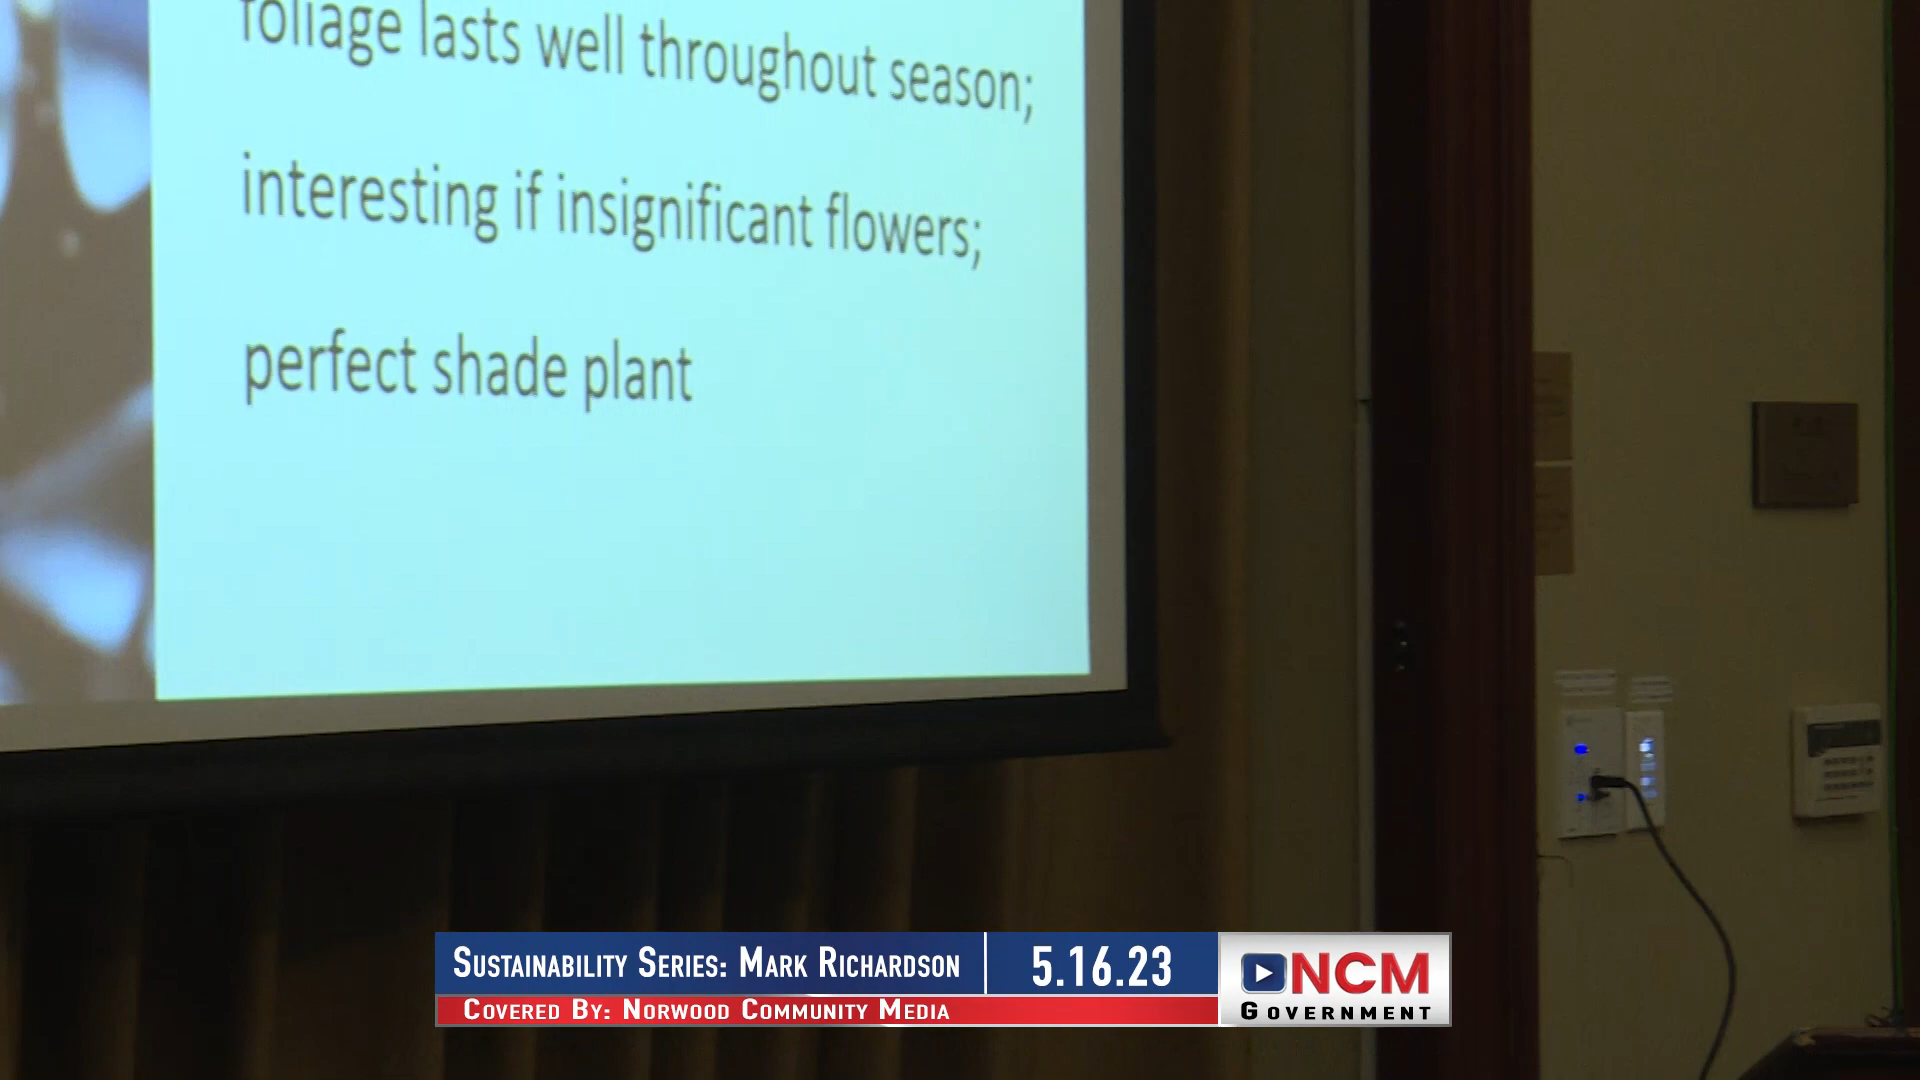 foliage lasts well throughout season;
interesting if insignificant flowers;
perfect shade plant
Sustainability Series: Mark Richardson
5.16.23
Covered By: Norwood Community Media
NCM
Government